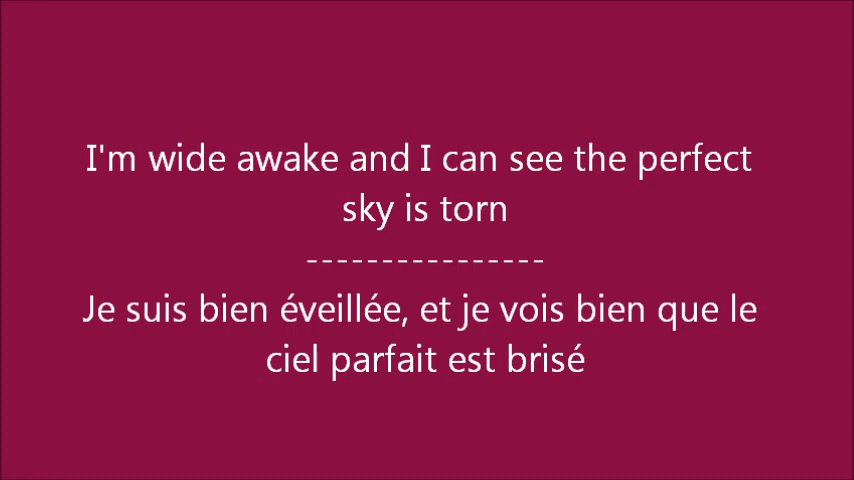 I'm wide awake and I can see the perfect
sky is torn
----------------
Je suis bien éveillée, et je vois bien que le
ciel parfait est brisé